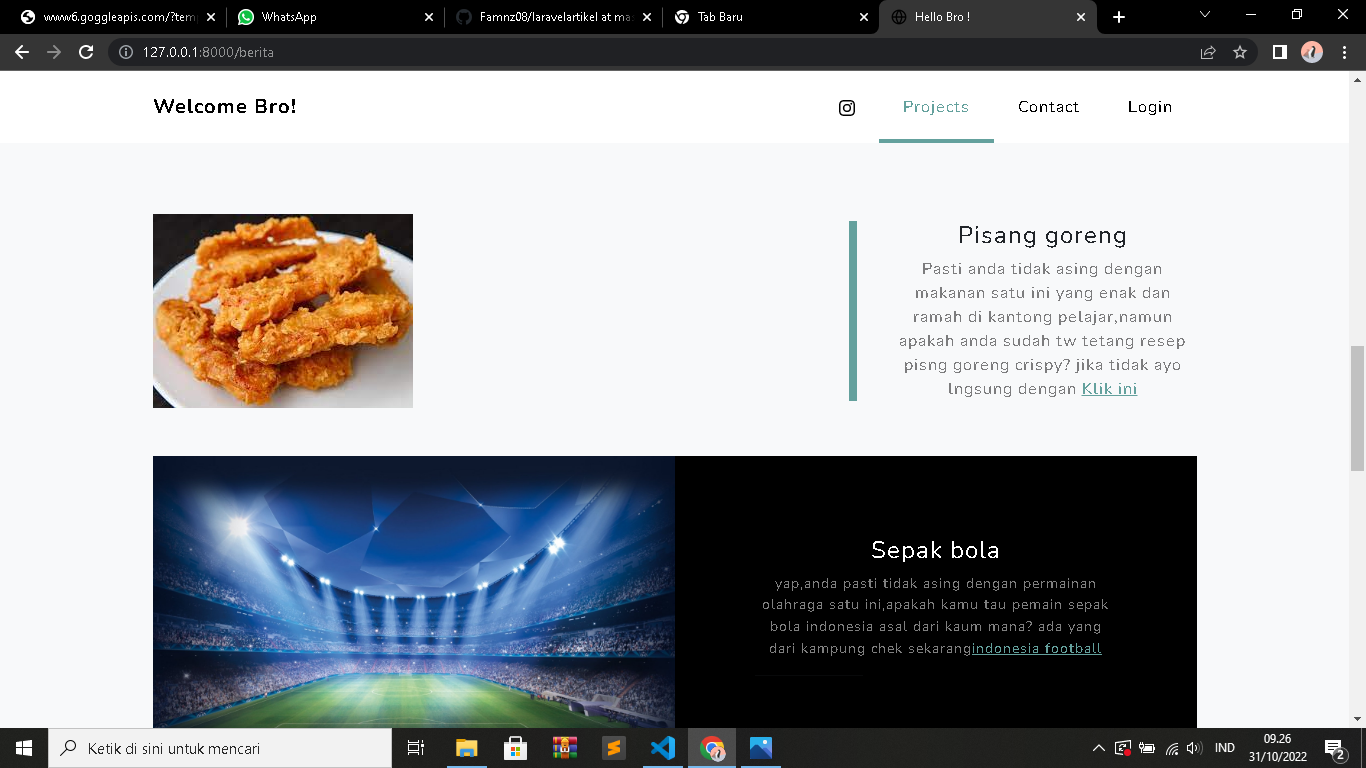 www6.goggleapis.com/?tem
WhatsApp
Famnz08/laravelartikel at ma
Tab Baru
Hello Bro !
127.0.0.1:8000/berita
Welcome Bro!
Projects
Contact
Login
Pisang goreng
Pasti anda tidak asing dengan
makanan satu ini yang enak dan
ramah di kantong pelajar,namun
apakah anda sudah tw tetang resep
pisng goreng crispy? jika tidak ayo
lngsung dengan Klik ini
Sepak bola
yap,anda pasti tidak asing dengan permainan
olahraga satu ini,apakah kamu tau pemain sepak
bola indonesia asal dari kaum mana? ada yang
dari kampung chek sekarangindonesia football
Ketik di sini untuk mencari
IND
09.26
31/10/2022
2